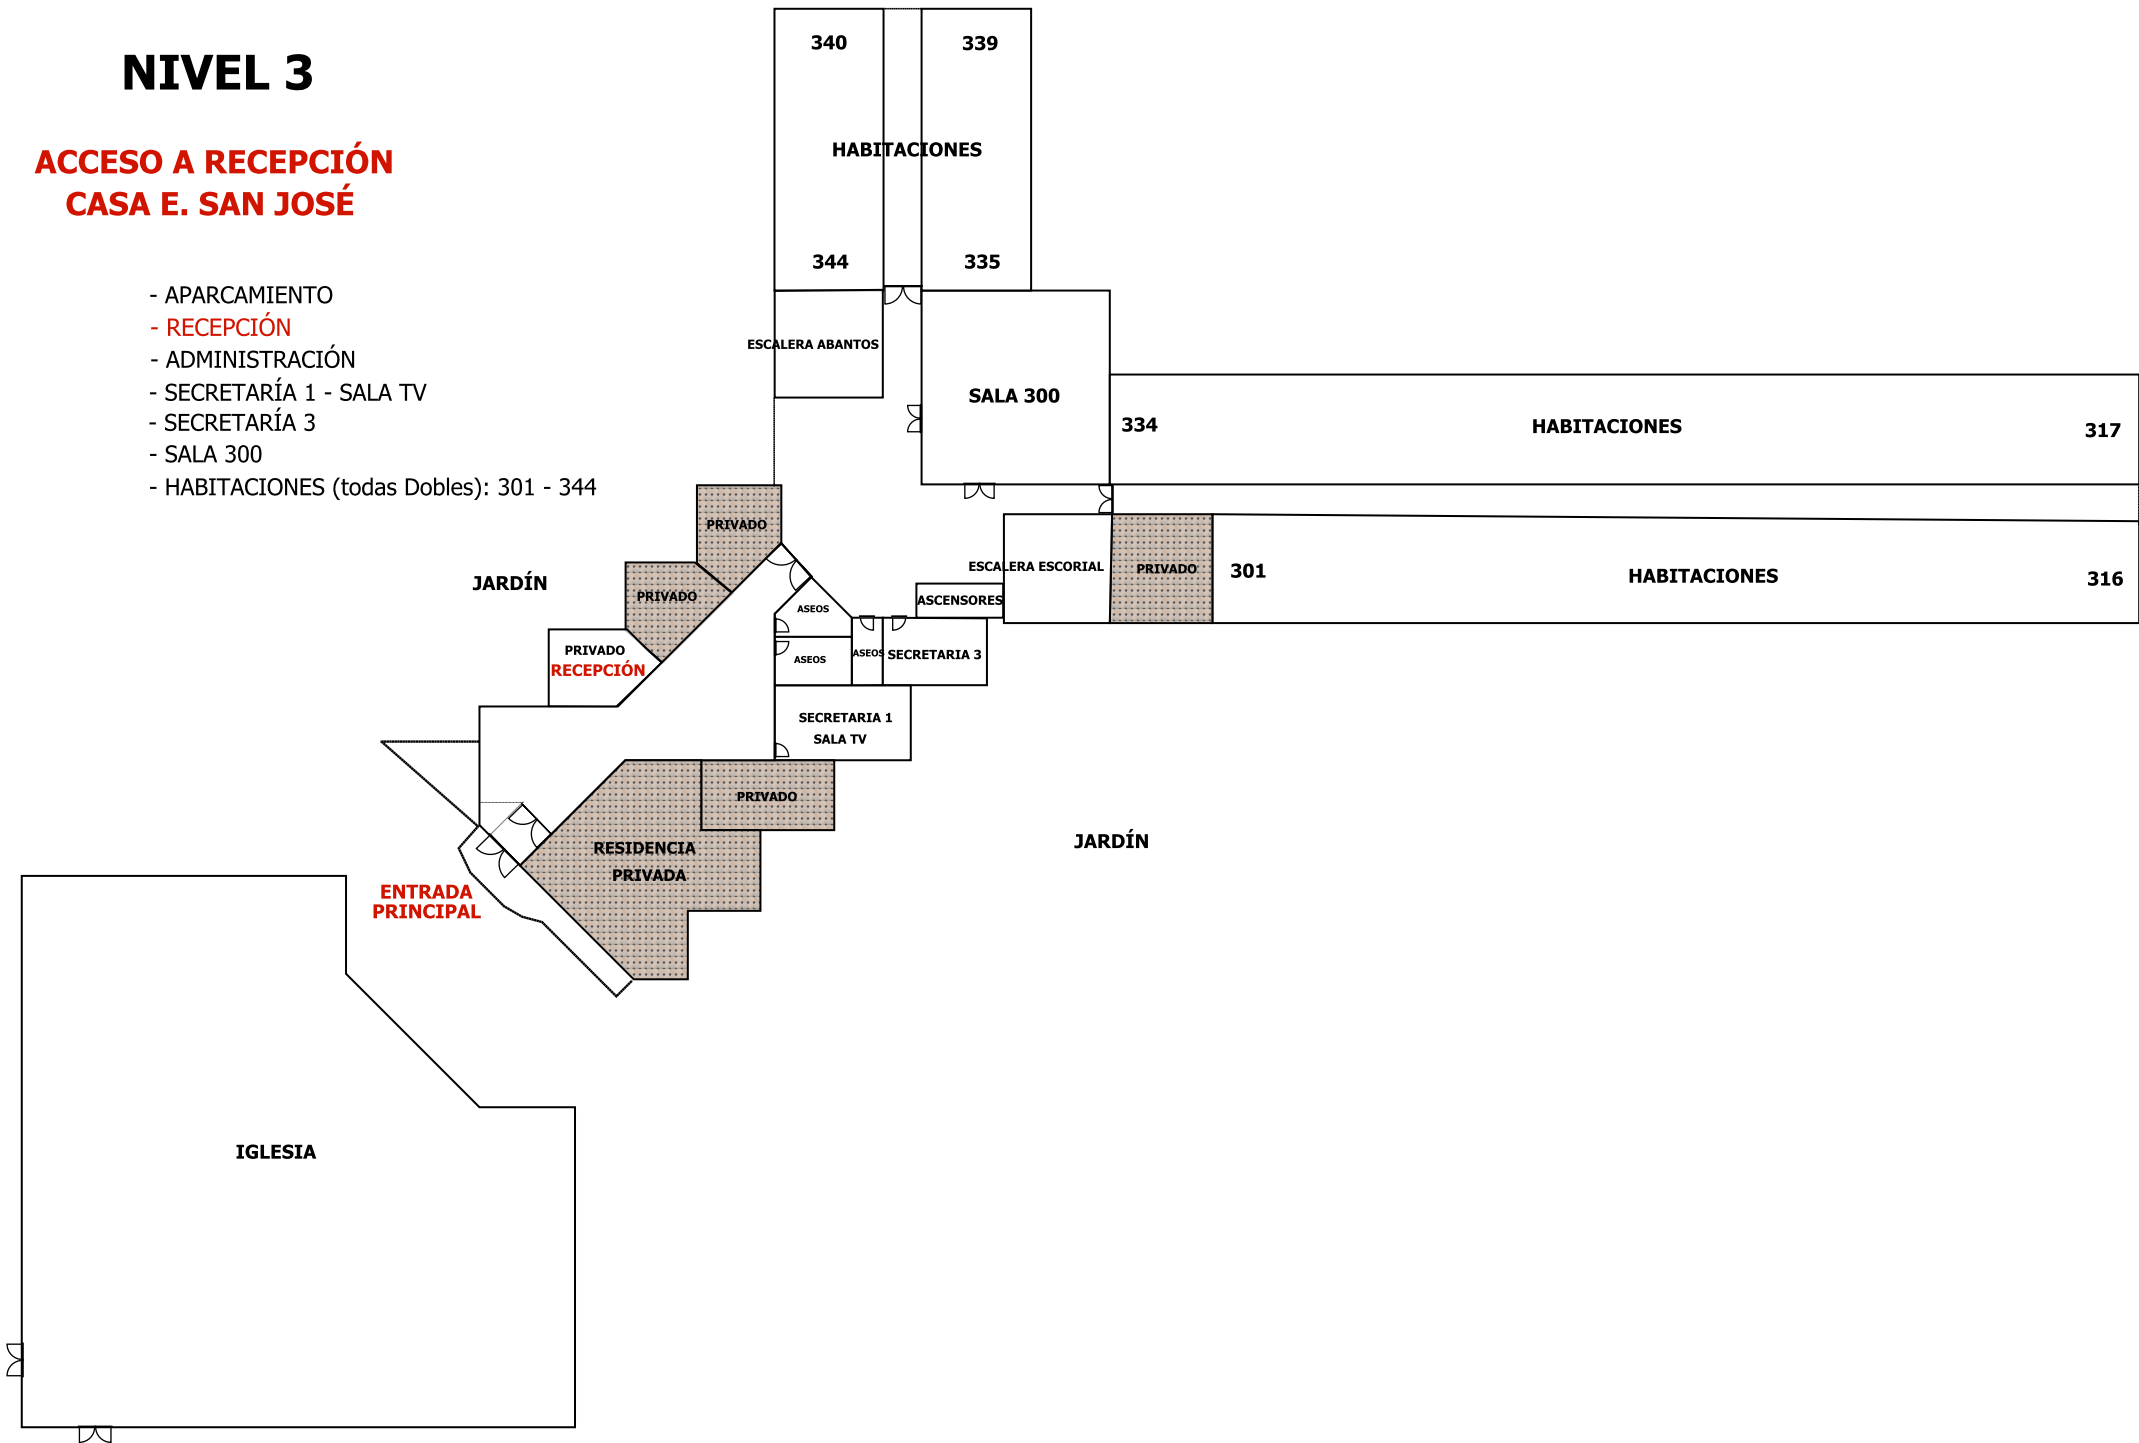 NIVEL 3
ACCESO A RECEPCIÓN
CASA E. SAN JOSÉ
- APARCAMIENTO
- RECEPCIÓN
- ADMINISTRACIÓN
- SECRETARÍA 1 - SALA TV
- SECRETARÍA 3
- SALA 300
- HABITACIONES (todas Dobles): 301 - 344
340
339
HABITACIONES
344
335
ESCALERA ABANTOS
SALA 300
334
HABITACIONES
317
PRIVADO
ESCALERA ESCORIAL
PRIVADO
301
HABITACIONES
316
JARDÍN
PRIVADO
ASCENSORES
ASEOS
PRIVADO
RECEPCIÓN
ASEOS
ASEOS
SECRETARIA 3
SECRETARIA 1
SALA TV
PRIVADO
RESIDENCIA
PRIVADA
JARDÍN
ENTRADA
PRINCIPAL
IGLESIA